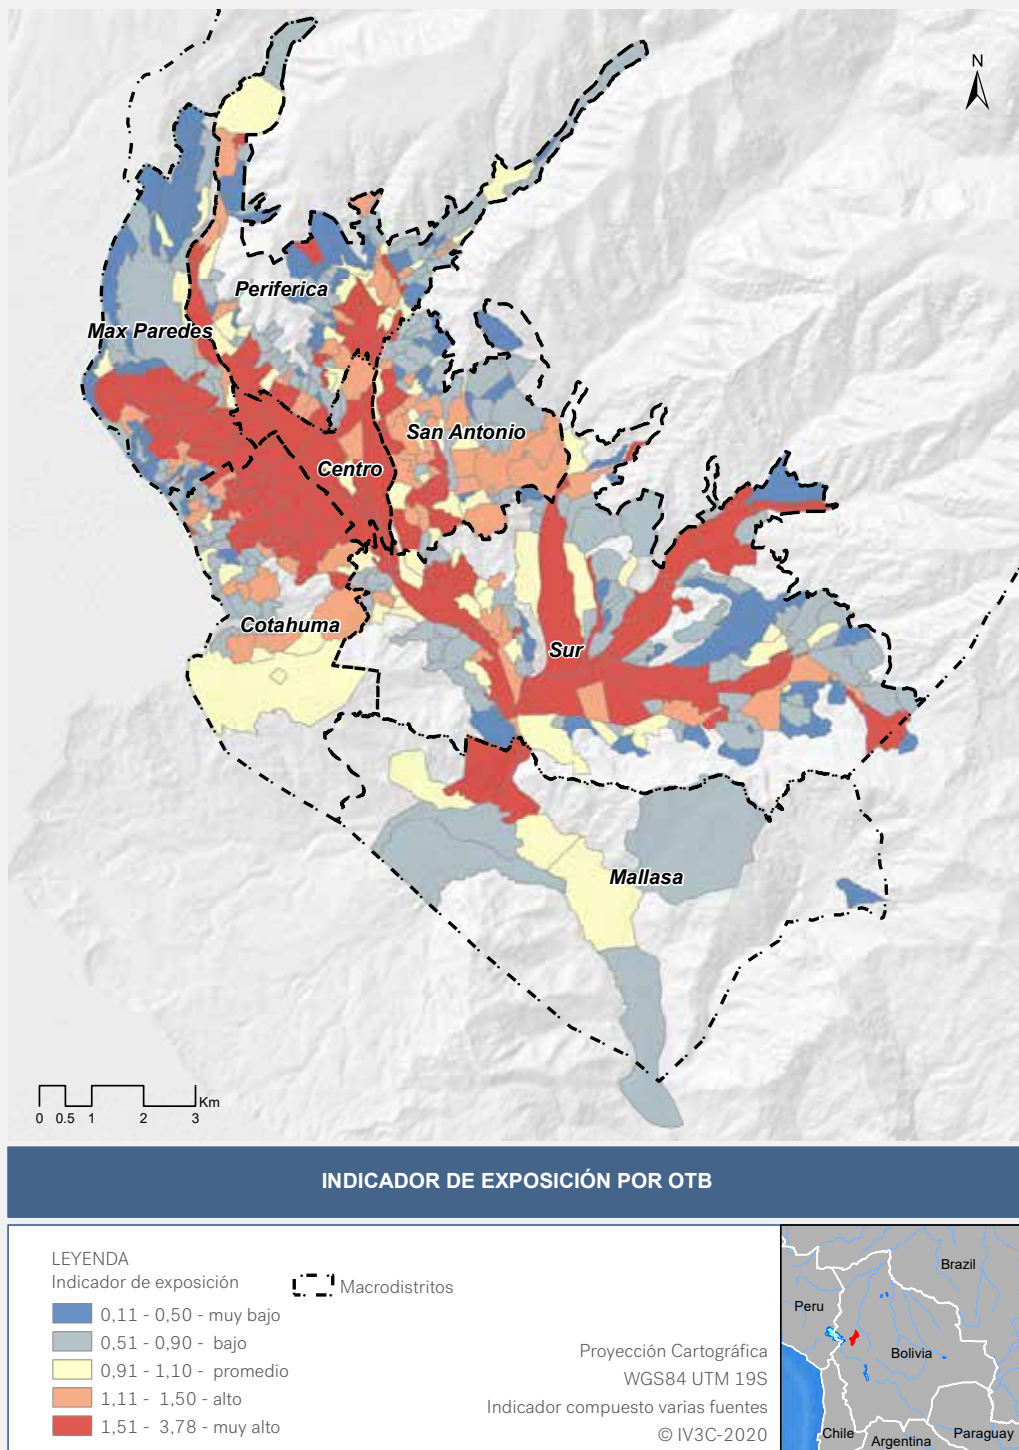 N
Periferica
Max Paredes
San Antonio
Centro
Cotahuma
Sur
Mallasa
Km
0 0.5 1 2 3
INDICADOR DE EXPOSICIÓN POR OTB
LEYENDA
Indicador de exposición
Macrodistritos
0,11 - 0,50 - muy bajo
0,51 - 0,90 - bajo
0,91 - 1,10 - promedio
1,11 - 1,50 - alto
1,51 - 3,78 - muy alto
Proyección Cartográfica
WGS84 UTM 19S
Indicador compuesto varias fuentes
© IV3C-2020
Brazil
Peru
Bolivia
Chile
Argentina
Paraguay